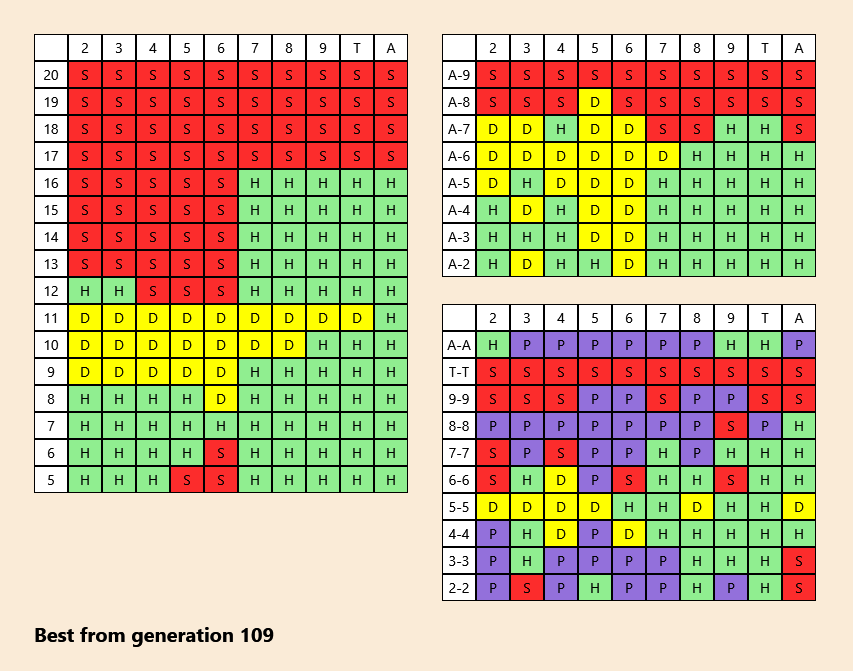 2 3 4 5 6 7 8 9 T A
20 S S S S S S S S S S
19 S S S S S S S S S S
18 S S S S S S S S S S
17 S S S S S S S S S S
16 S S S S S H H H H H
15 S S S S S H H H H H
14 S S S S S H H H H H
13 S S S S S H H H H H
12 H H S S S H H H H H
11 D D D D D D D D D H
10 D D D D D D D H H H
9 D D D D D H H H H H
8 H H H H D H H H H H
7 H H H H H H H H H H
6 H H H H S H H H H H
5 H H H S S H H H H H
2 3 4 5 6 7 8 9 T A
A-9 S S S S S S S S S S
A-8 S S S D S S S S S S
A-7 D D H D D S S H H S
A-6 D D D D D D H H H H
A-5 D H D D D H H H H H
A-4 H D H D D H H H H H
A-3 H H H D D H H H H H
A-2 H D H H D H H H H H
2 3 4 5 6 7 8 9 T A
A-A H P P P P P P H H P
T-T S S S S S S S S S S
9-9 S S S P P S P P S S
8-8 P P P P P P P S P H
7-7 S P S P P H P H H H
6-6 S H D P S H H S H H
5-5 D D D D H H D H H D
4-4 P H D P D H H H H H
3-3 P H P P P P H H H S
2-2 P S P H P P H P H S
Best from generation 109